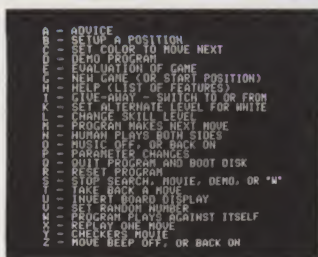 A - ADVICE
B - SETUP A POSITION
C - SET COLOR TO MOVE NEXT
D - DEMO PROGRAM
E - EVALUATION OF GAME
G - NEW GAME (OR START POSITION)
H - HELP (LIST OF FEATURES)
I - GIVE-AWAY - SWITCH TO OR FROM
K - SET ALTERNATE LEVEL FOR WHITE
L - CHANGE SKILL LEVEL
M - PROGRAM MAKES NEXT MOVE
N - HUMAN PLAYS BOTH SIDES
O - MUSIC OFF, OR BACK ON
P - PARAMETER CHANGES
Q - QUIT PROGRAM AND BOOT DISK
R - RESET PROGRAM
S - STOP SEARCH, MOVIE, DEMO, OR "W"
T - TAKE BACK A MOVE
U - INVERT BOARD DISPLAY
V - SET RANDOM NUMBER
W - PROGRAM PLAYS AGAINST ITSELF
X - REPLAY ONE MOVE
Y - CHECKERS MOVIE
Z - MOVE BEEP OFF, OR BACK ON